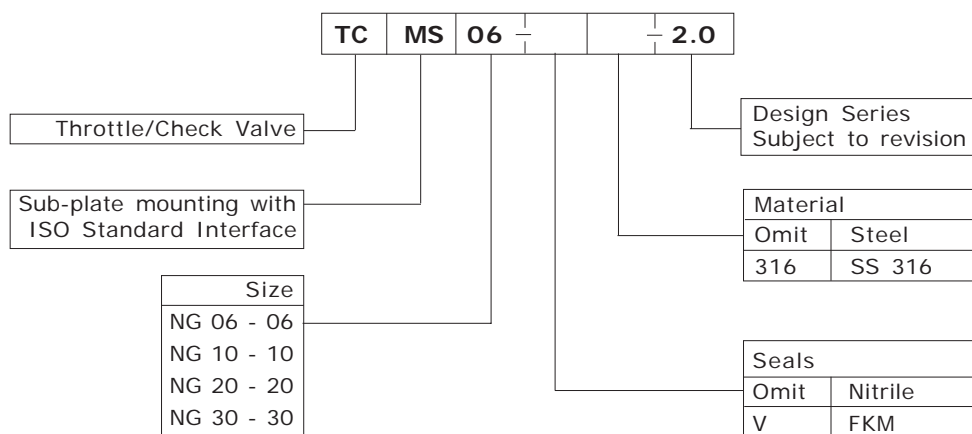 TC MS 06 - - 2.0
Throttle/Check Valve
Design Series
Subject to revision
Sub-plate mounting with
ISO Standard Interface
Material
Omit Steel
316 SS 316
Size
NG 06 - 06
NG 10 - 10
NG 20 - 20
NG 30 - 30
Seals
Omit Nitrile
V FKM